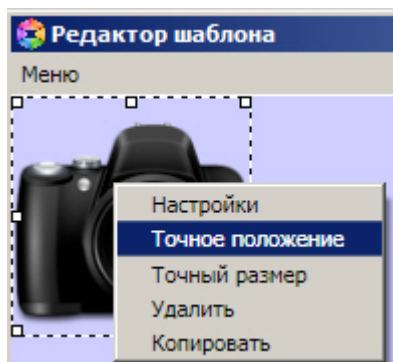 Редактор шаблона
Меню
Настройки
Точное положение
Точный размер
Удалить
Копировать